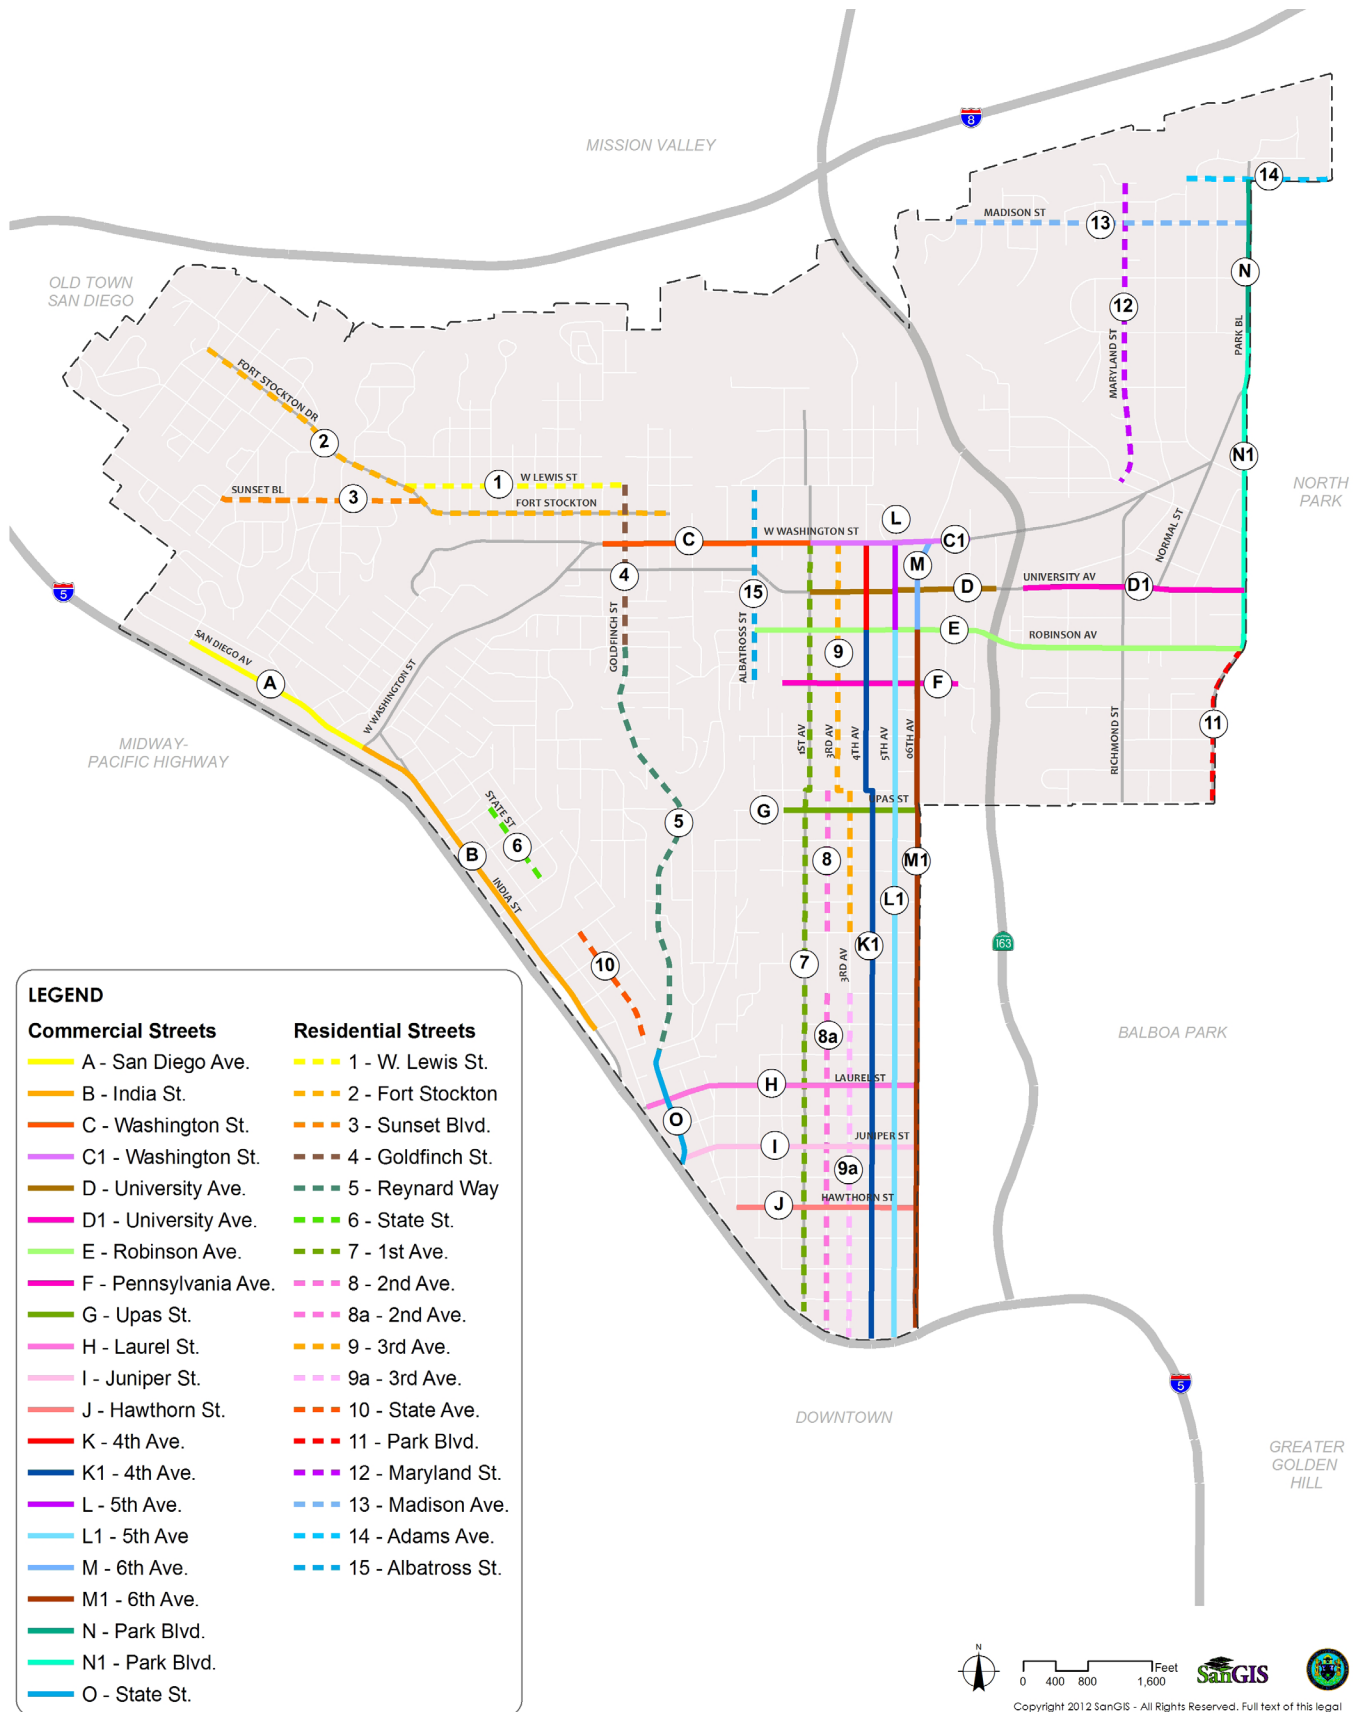 8
MISSION VALLEY
14
MADISON ST
13
OLD TOWN
SAN DIEGO
N
12
PARK BL
MARYLAND ST
FORT STOCKTON DR
2
N1
1
W LEWIS ST
SUNSET BL
3
FORT STOCKTON
NORTH
PARK
L
W WASHINGTON ST
C
C1
NORMAL ST
M
4
UNIVERSITY AV
D
D1
5
15
GOLDFINCH ST
ALBATROSS ST
E
ROBINSON AV
SAN DIEGO AV
9
A
F
W WASHINGTON ST
1ST AV
3RD AV
4TH AV
5TH AV
06TH AV
RICHMOND ST
11
MIDWAY-
PACIFIC HIGHWAY
STATE ST
G
PAS ST
5
6
B
8
M1
INDIA ST
L1
K1
163
10
7
3RD AV
8a
BALBOA PARK
H
LAUREL ST
O
I
JUNIPER ST
9a
J
HAWTHORN ST
5
DOWNTOWN
GREATER
GOLDEN
HILL
LEGEND
Commercial Streets
A - San Diego Ave.
B - India St.
C - Washington St.
C1 - Washington St.
D - University Ave.
D1 - University Ave.
E - Robinson Ave.
F - Pennsylvania Ave.
G - Upas St.
H - Laurel St.
I - Juniper St.
J - Hawthorn St.
K - 4th Ave.
K1 - 4th Ave.
L - 5th Ave.
L1 - 5th Ave
M - 6th Ave.
M1 - 6th Ave.
N - Park Blvd.
N1 - Park Blvd.
O - State St.
Residential Streets
1 - W. Lewis St.
2 - Fort Stockton
3 - Sunset Blvd.
4 - Goldfinch St.
5 - Reynard Way
6 - State St.
7 - 1st Ave.
8 - 2nd Ave.
8a - 2nd Ave.
9 - 3rd Ave.
9a - 3rd Ave.
10 - State Ave.
11 - Park Blvd.
12 - Maryland St.
13 - Madison Ave.
14 - Adams Ave.
15 - Albatross St.
N
Feet
0 400 800 1,600
SanGIS
Copyright 2012 SanGIS - All Rights Reserved. Full text of this legal